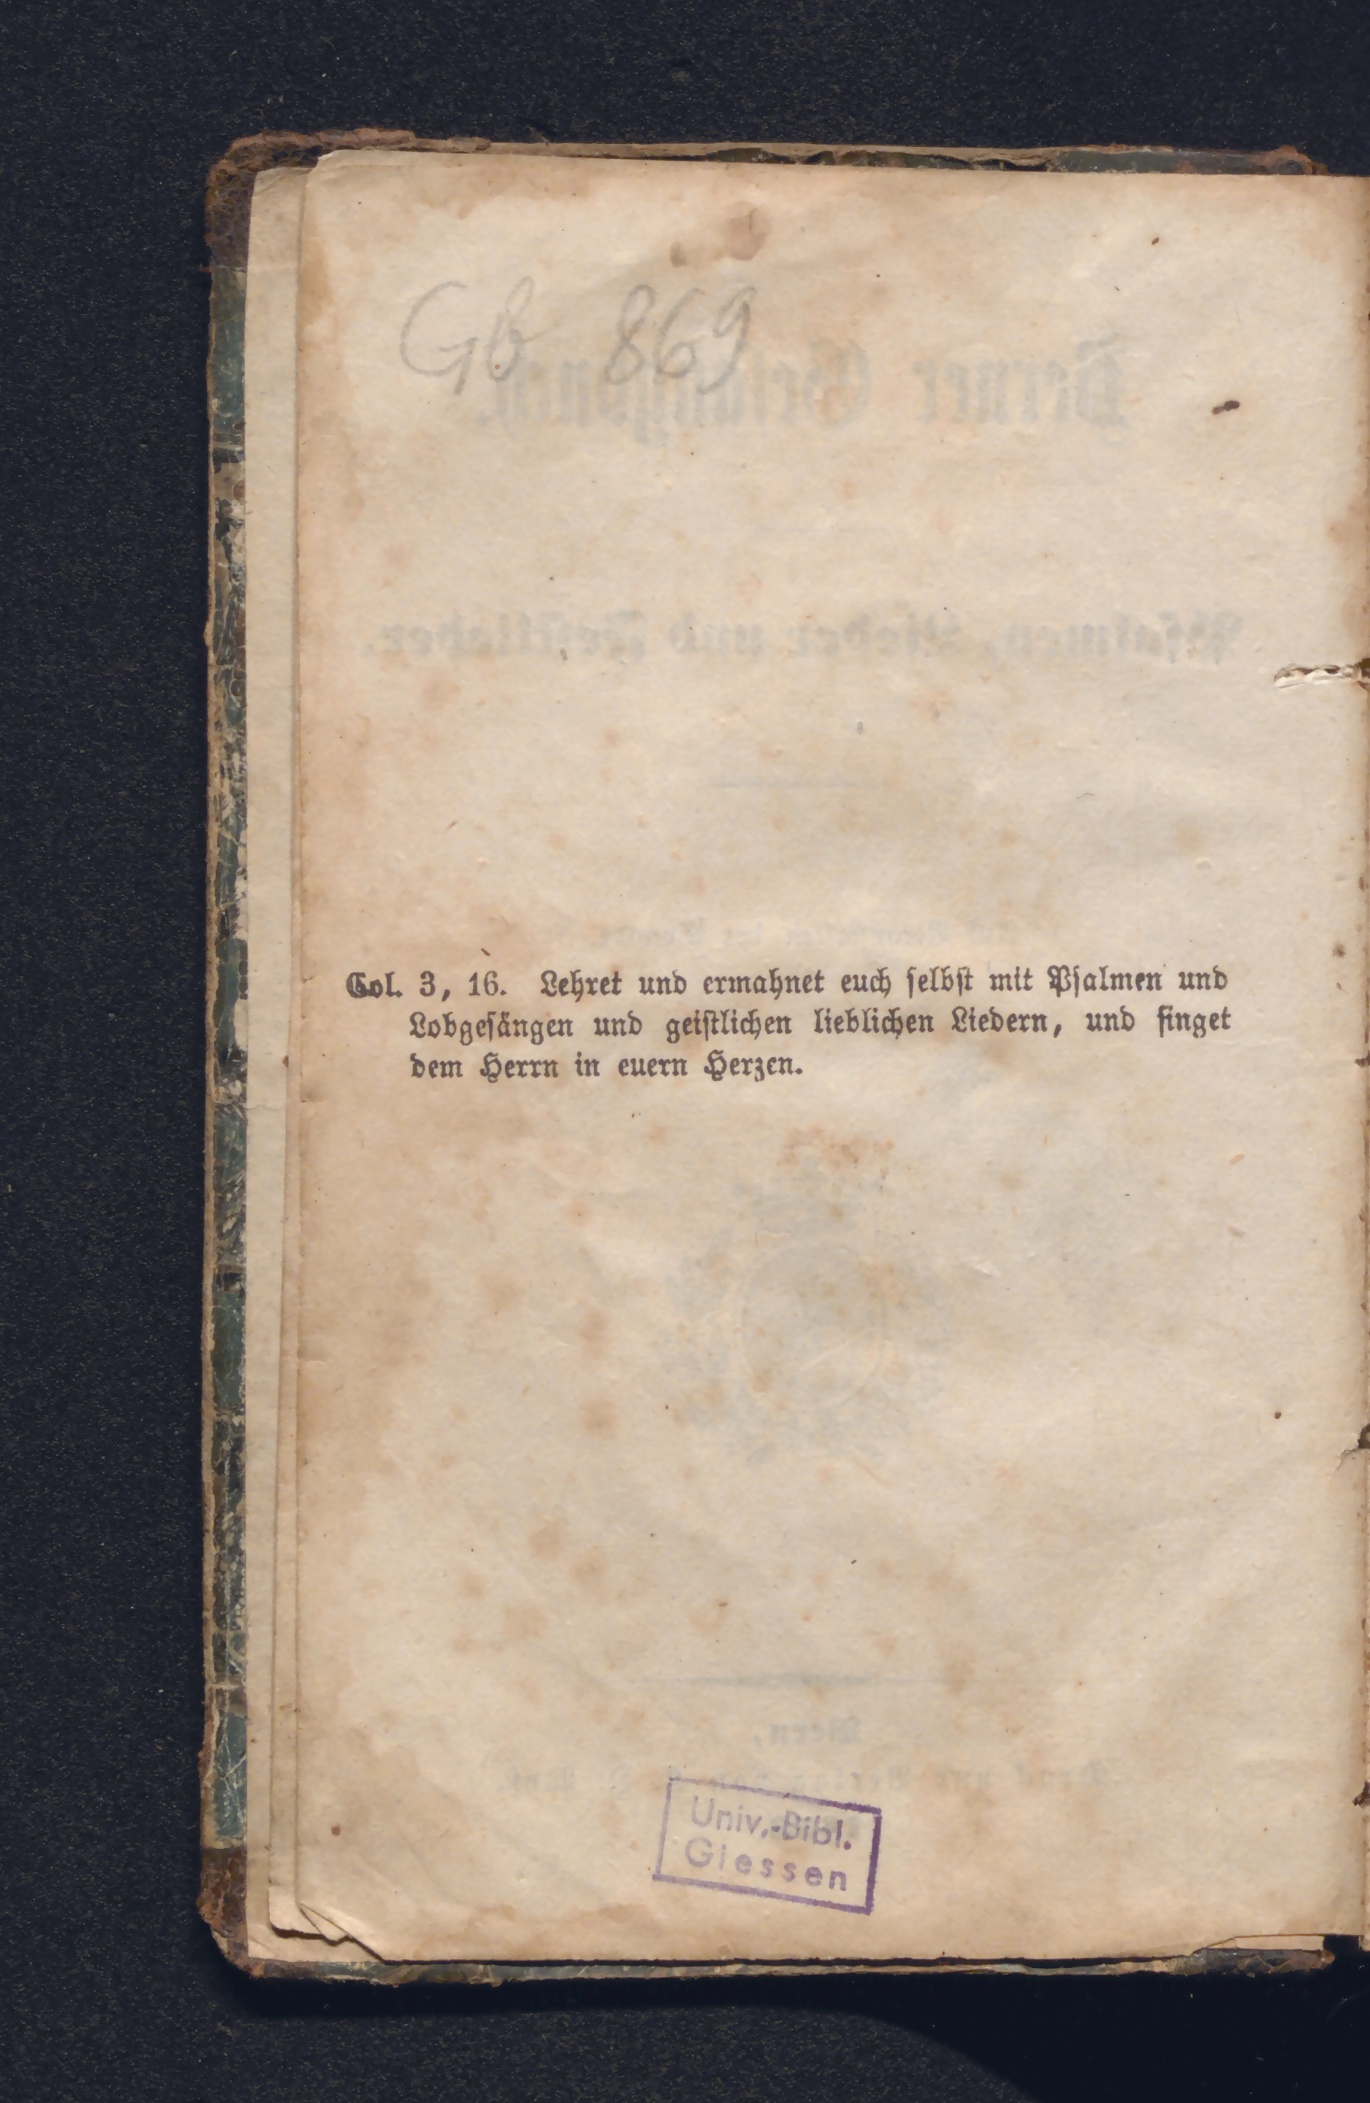 Gb 869
Col. 3, 16. Lehret und ermahnet euch selbst mit Psalmen und
Lobgesängen und geistlichen lieblichen Liedern, und singet
dem Herrn in euern Herzen.
Univ.-Bibl.
Giessen